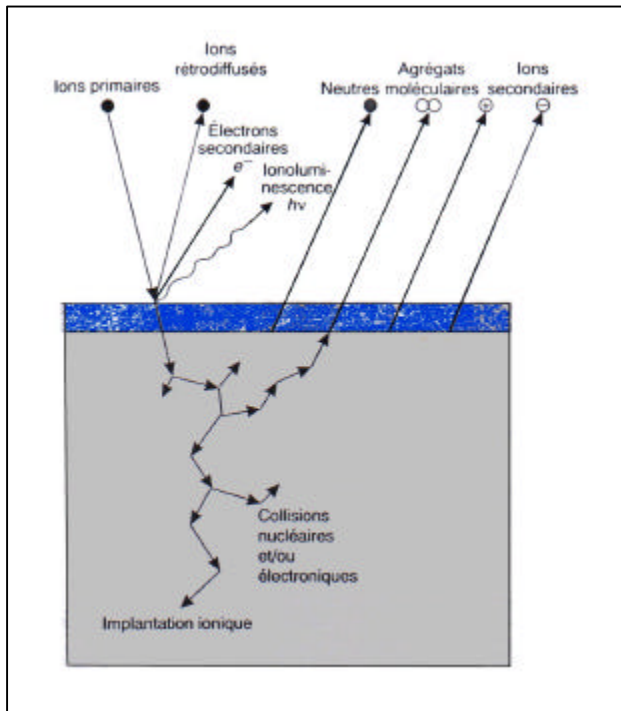 Ions primaires
Ions
rétrodiffusés
Électrons
secondaires
e⁻
Ionolumi-
nescence
hν
Neutres
Agrégats
moléculaires
Ions
secondaires
+
−
Collisions
nucléaires
et/ou
électroniques
Implantation ionique